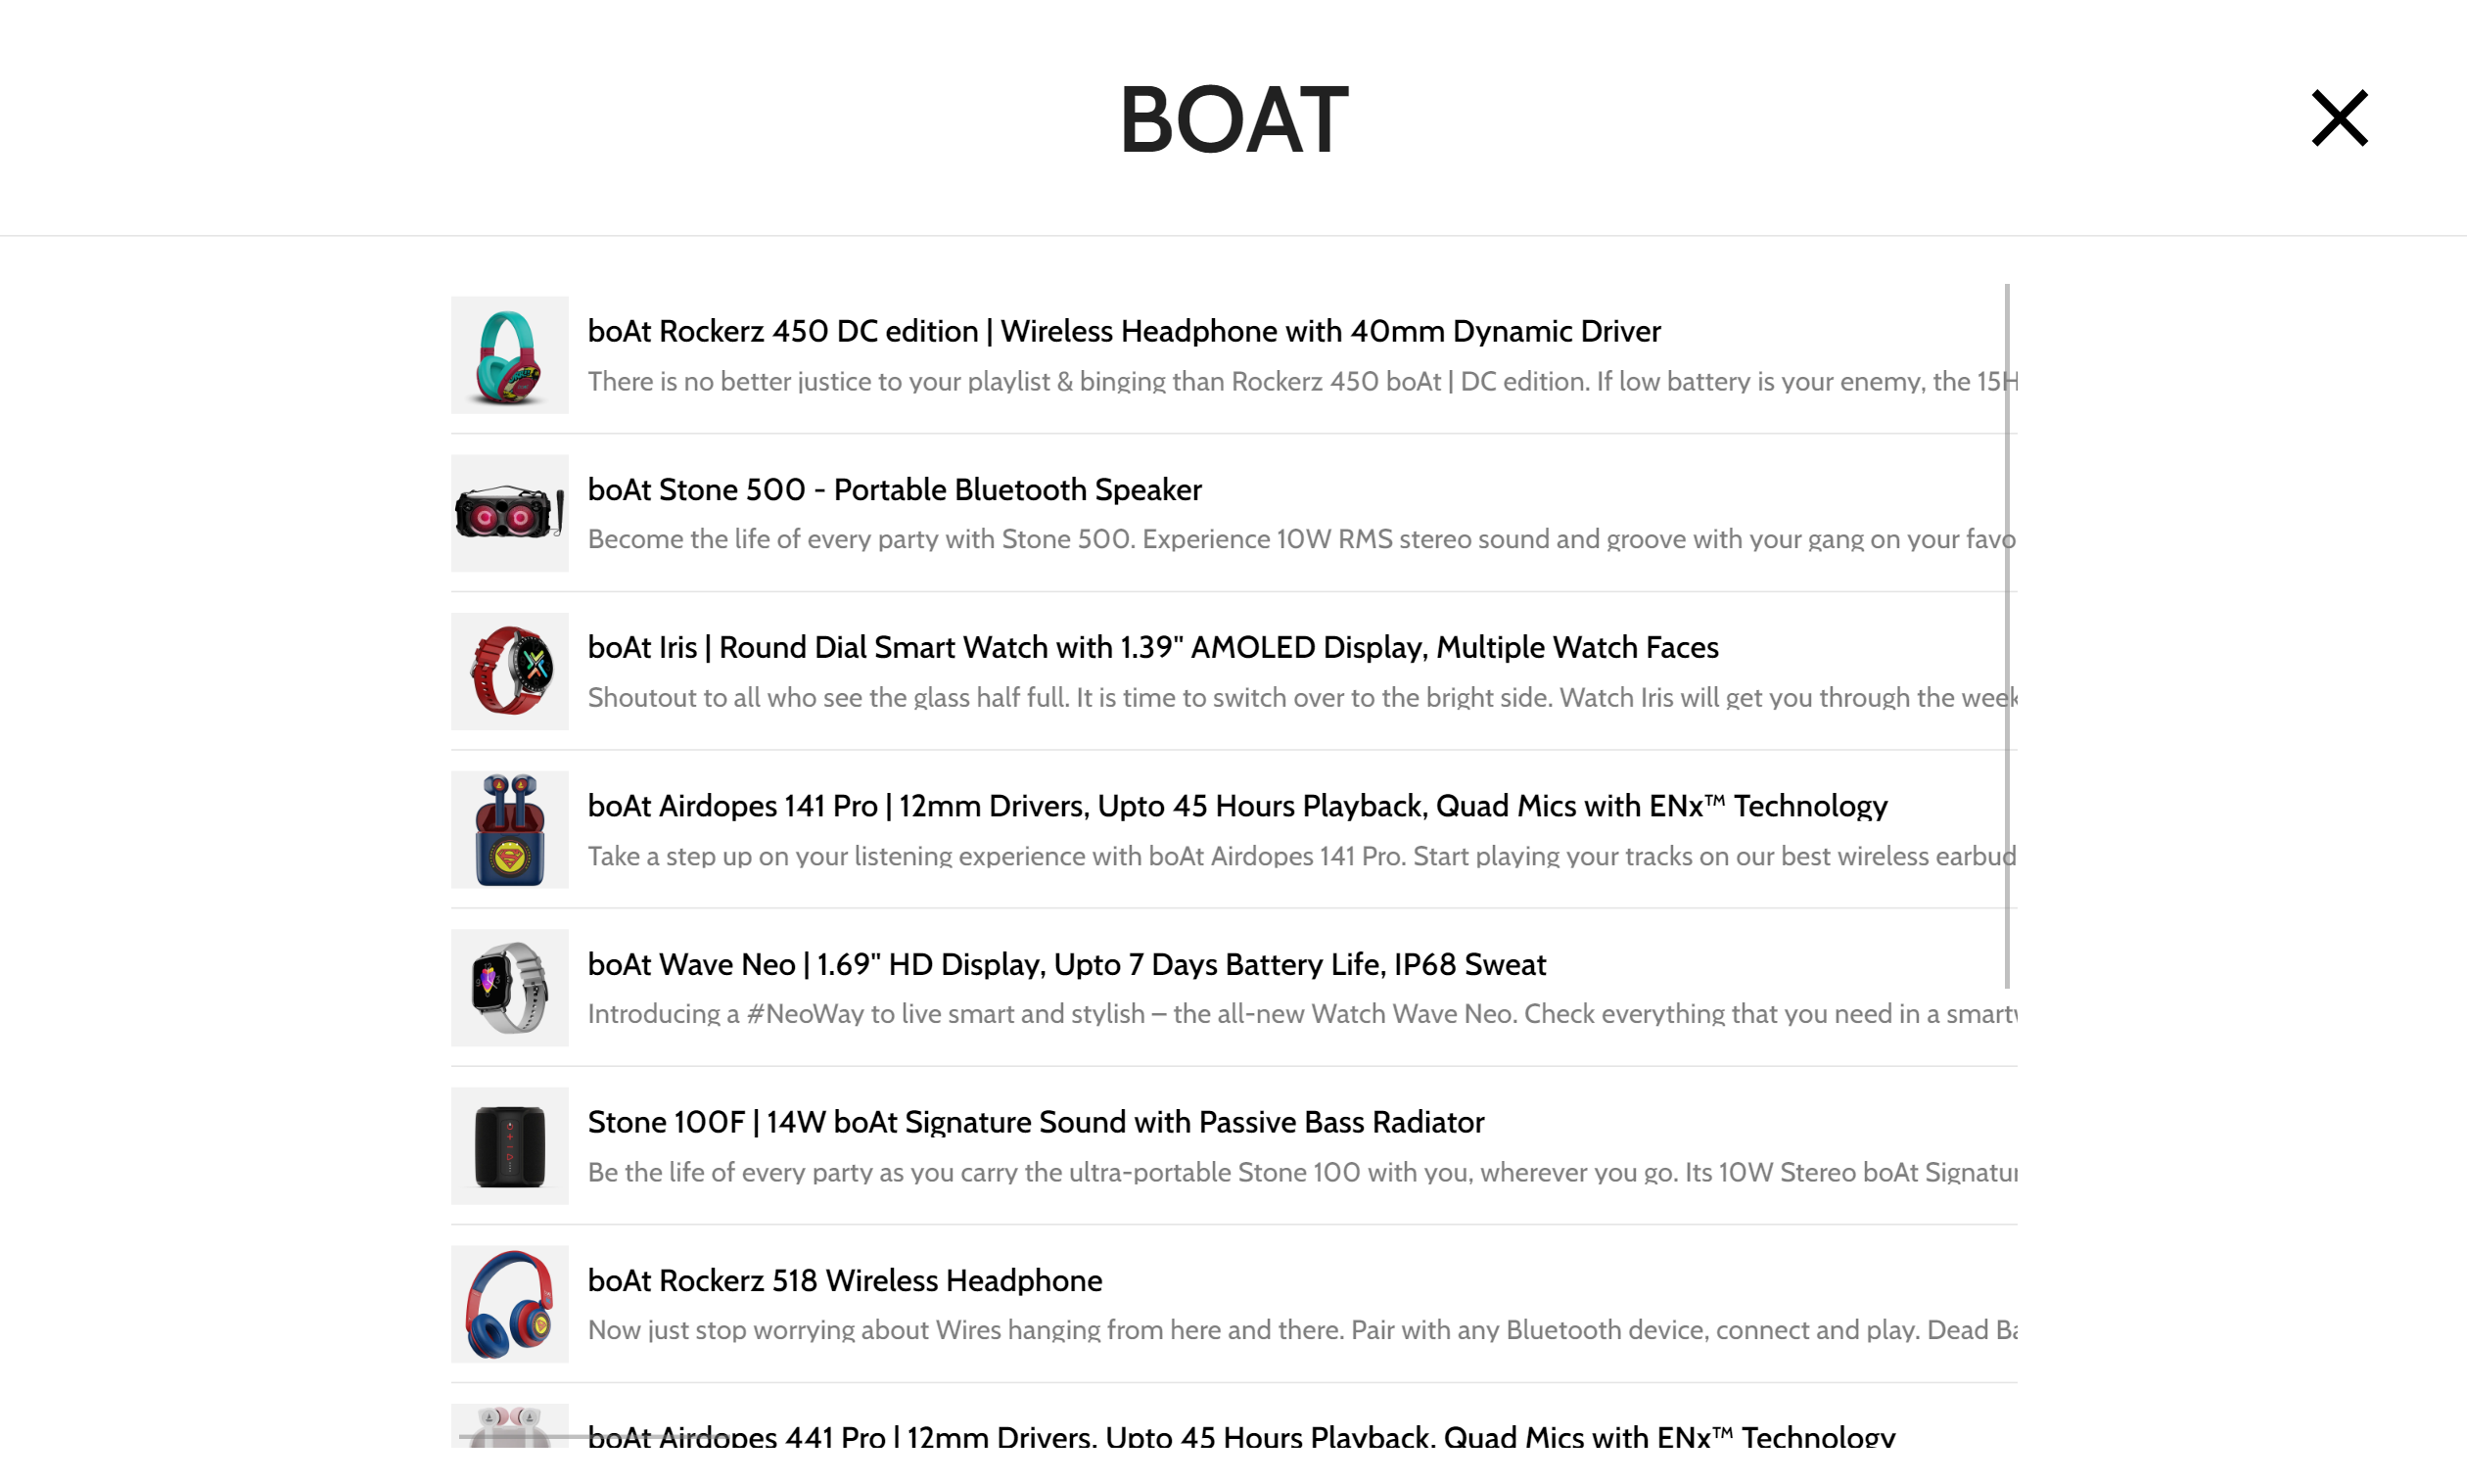 BOAT
boAt Rockerz 450 DC edition | Wireless Headphone with 40mm Dynamic Driver
There is no better justice to your playlist & binging than Rockerz 450 boAt | DC edition. If low battery is your enemy, the 15H
boAt Stone 500 - Portable Bluetooth Speaker
Become the life of every party with Stone 500. Experience 10W RMS stereo sound and groove with your gang on your favo
boAt Iris | Round Dial Smart Watch with 1.39" AMOLED Display, Multiple Watch Faces
Shoutout to all who see the glass half full. It is time to switch over to the bright side. Watch Iris will get you through the week
boAt Airdopes 141 Pro | 12mm Drivers, Upto 45 Hours Playback, Quad Mics with ENx™ Technology
Take a step up on your listening experience with boAt Airdopes 141 Pro. Start playing your tracks on our best wireless earbud
boAt Wave Neo | 1.69" HD Display, Upto 7 Days Battery Life, IP68 Sweat
Introducing a #NeoWay to live smart and stylish – the all-new Watch Wave Neo. Check everything that you need in a smart
Stone 100F | 14W boAt Signature Sound with Passive Bass Radiator
Be the life of every party as you carry the ultra-portable Stone 100 with you, wherever you go. Its 10W Stereo boAt Signatur
boAt Rockerz 518 Wireless Headphone
Now just stop worrying about Wires hanging from here and there. Pair with any Bluetooth device, connect and play. Dead Ba
boAt Airdopes 441 Pro | 12mm Drivers, Upto 45 Hours Playback, Quad Mics with ENx™ Technology